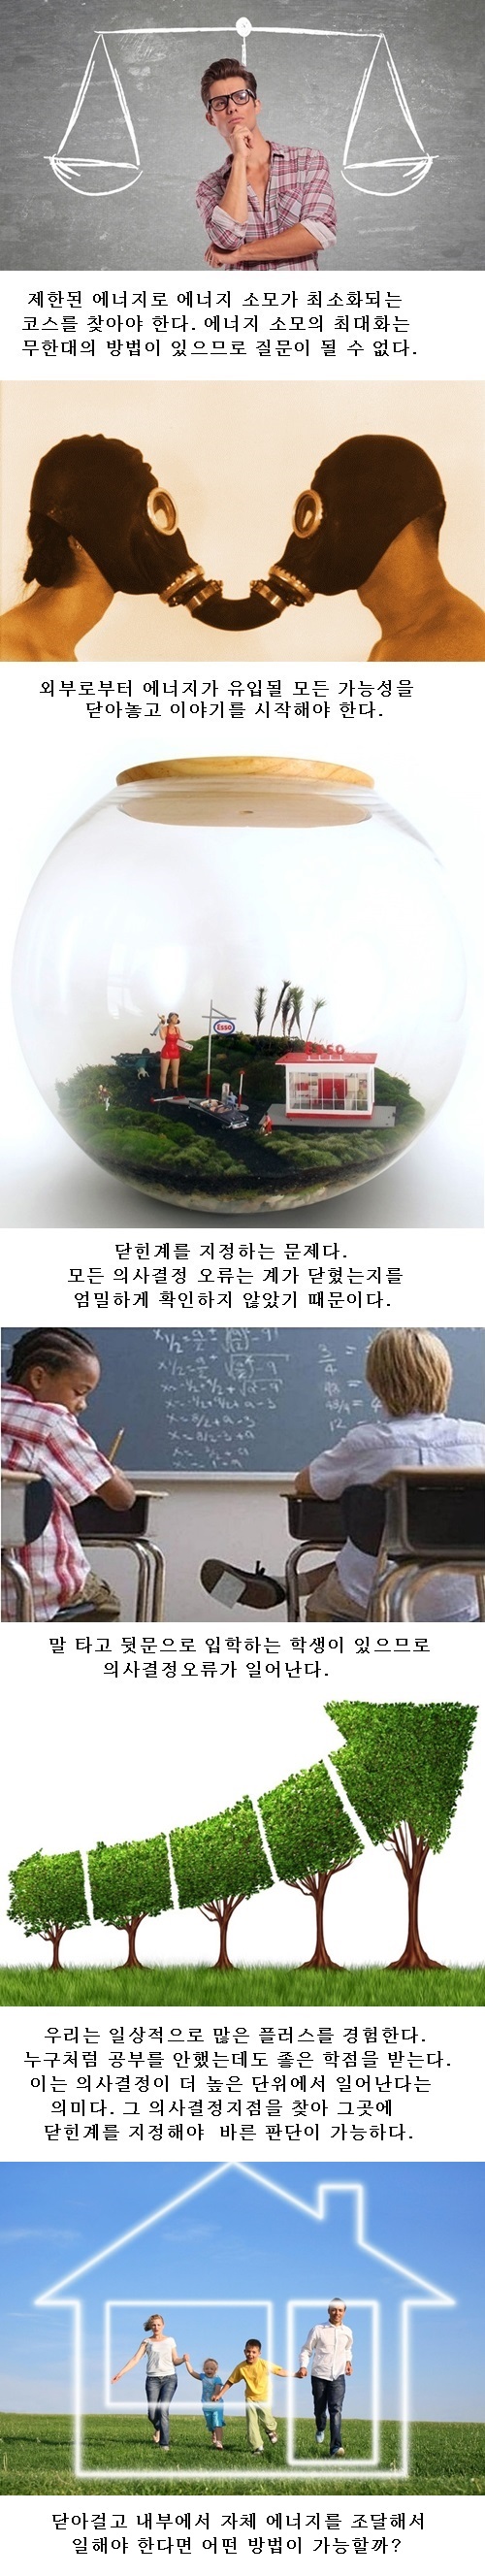 제한된 에너지로 에너지 소모가 최소화되는
코스를 찾아야 한다. 에너지 소모의 최대화는
무한대의 방법이 있으므로 질문이 될 수 없다.
외부로부터 에너지가 유입될 모든 가능성을
닫아놓고 이야기를 시작해야 한다.
Esso
닫힌계를 지정하는 문제다.
모든 의사결정 오류는 계가 닫혔는지를
엄밀하게 확인하지 않았기 때문이다.
말 타고 뒷문으로 입학하는 학생이 있으므로
의사결정오류가 일어난다.
우리는 일상적으로 많은 플러스를 경험한다.
누구처럼 공부를 안했는데도 좋은 학점을 받는다.
이는 의사결정이 더 높은 단위에서 일어난다는
의미다. 그 의사결정지점을 찾아 그곳에
닫힌계를 지정해야 바른 판단이 가능하다.
닫아걸고 내부에서 자체 에너지를 조달해서
일해야 한다면 어떤 방법이 가능할까?